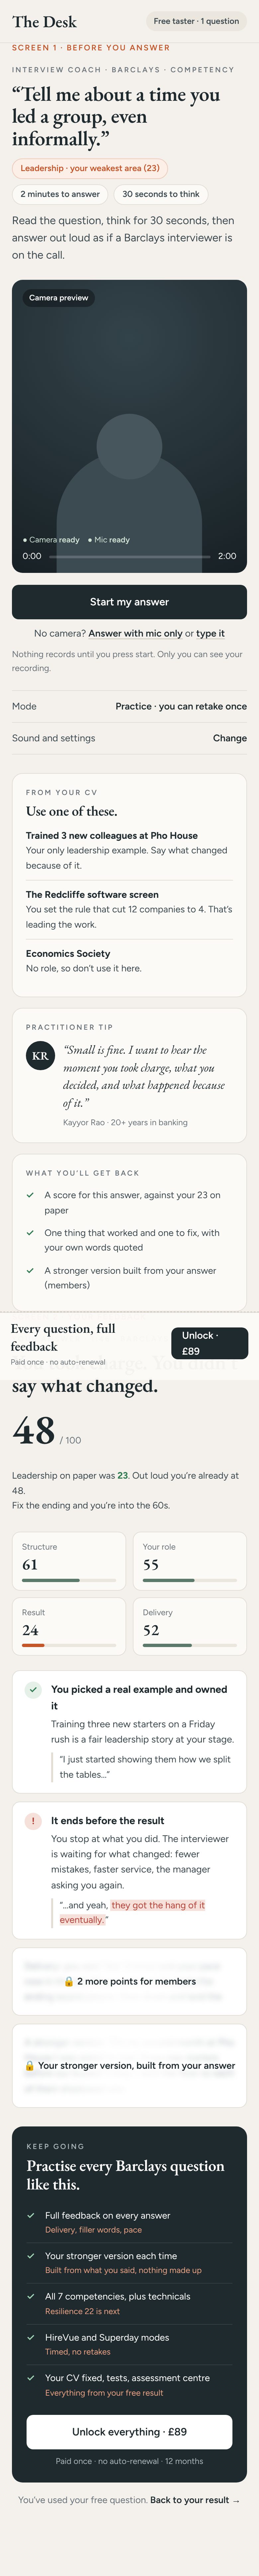 The Desk
Free taster · 1 question
SCREEN 1 · BEFORE YOU ANSWER
INTERVIEW COACH · BARCLAYS · COMPETENCY
“Tell me about a time you
led a group, even
informally.”
Leadership · your weakest area (23)
2 minutes to answer
30 seconds to think
Read the question, think for 30 seconds, then
answer out loud as if a Barclays interviewer is
on the call.
Camera preview
● Camera ready ● Mic ready
0:00 2:00
Start my answer
No camera? Answer with mic only or type it
Nothing records until you press start. Only you can see your
recording.
Mode Practice · you can retake once
Sound and settings Change
FROM YOUR CV
Use one of these.
Trained 3 new colleagues at Pho House
Your only leadership example. Say what changed
because of it.
The Redcliffe software screen
You set the rule that cut 12 companies to 4. That's
leading the work.
Economics Society
No role, so don't use it here.
PRACTITIONER TIP
KR
“Small is fine. I want to hear the
moment you took charge, what you
decided, and what happened because
of it.”
Kayyor Rao · 20+ years in banking
WHAT YOU'LL GET BACK
✓ A score for this answer, against your 23 on
paper
✓ One thing that worked and one to fix, with
your own words quoted
✓ A stronger version built from your answer
(members)
Every question, full
feedback
Paid once · no auto-renewal
Unlock ·
£89
say what changed.
48 / 100
Leadership on paper was 23. Out loud you're already at
48.
Fix the ending and you're into the 60s.
Structure
61
Your role
55
Result
24
Delivery
52
✓ You picked a real example and owned
it
Training three new starters on a Friday
rush is a fair leadership story at your stage.
“I just started showing them how we split
the tables…”
! It ends before the result
You stop at what you did. The interviewer
is waiting for what changed: fewer
mistakes, faster service, the manager
asking you again.
“…and yeah, they got the hang of it
eventually.”
🔒 2 more points for members
🔒 Your stronger version, built from your answer
KEEP GOING
Practise every Barclays question
like this.
✓ Full feedback on every answer
Delivery, filler words, pace
✓ Your stronger version each time
Built from what you said, nothing made up
✓ All 7 competencies, plus technicals
Resilience 22 is next
✓ HireVue and Superday modes
Timed, no retakes
✓ Your CV fixed, tests, assessment centre
Everything from your free result
Unlock everything · £89
Paid once · no auto-renewal · 12 months
You've used your free question. Back to your result →